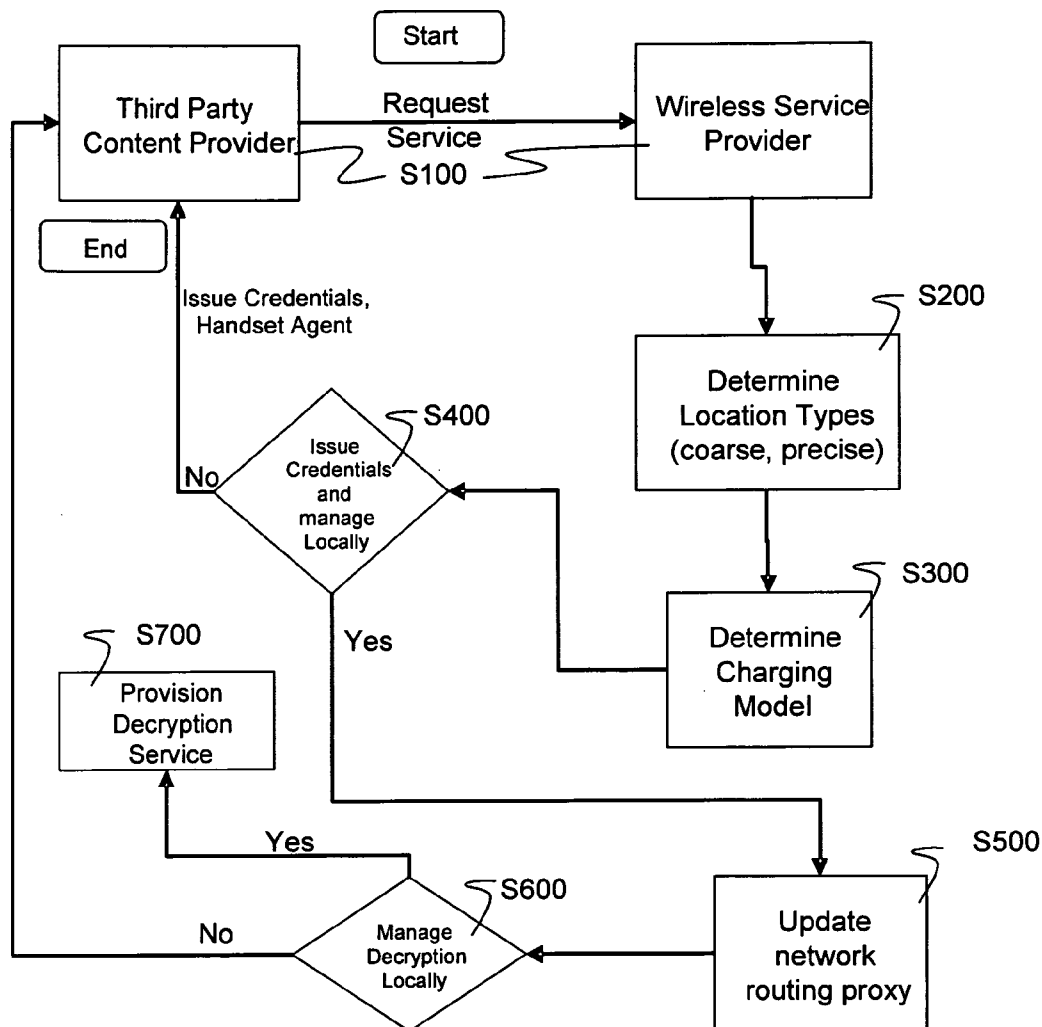 Start
Third Party
Content Provider
Request
Service
S100
Wireless Service
Provider
End
Issue Credentials,
Handset Agent
S200
Determine
Location Types
(coarse, precise)
S400
Issue
Credentials
and
manage
Locally
No
S300
Determine
Charging
Model
Yes
S700
Provision
Decryption
Service
Yes
S500
Update
network
routing proxy
S600
Manage
Decryption
Locally
No